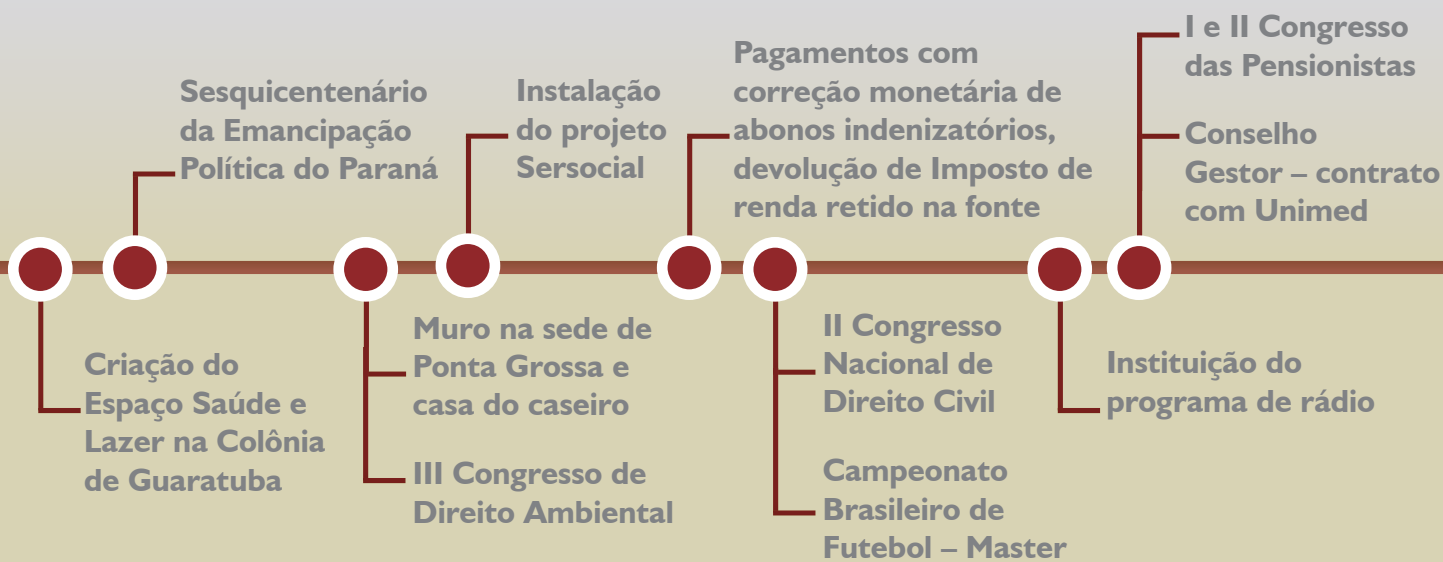 Criação do
Espaço Saúde e
Lazer na Colônia
de Guaratuba
Sesquicentenário
da Emancipação
Política do Paraná
Muro na sede de
Ponta Grossa e
casa do caseiro
III Congresso de
Direito Ambiental
Instalação
do projeto
Sersocial
Pagamentos com
correção monetária de
abonos indenizatórios,
devolução de Imposto de
renda retido na fonte
II Congresso
Nacional de
Direito Civil
Campeonato
Brasileiro de
Futebol – Master
Instituição do
programa de rádio
I e II Congresso
das Pensionistas
Conselho
Gestor – contrato
com Unimed